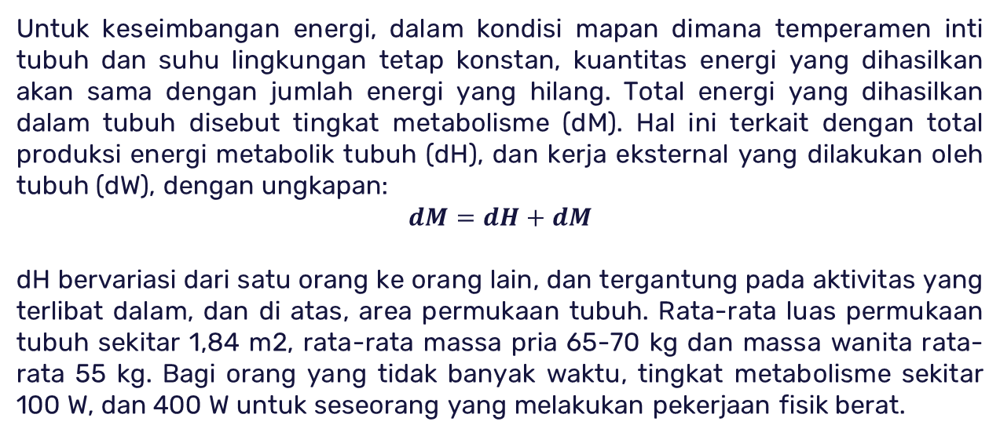 Untuk keseimbangan energi, dalam kondisi mapan dimana temperamen inti
tubuh dan suhu lingkungan tetap konstan, kuantitas energi yang dihasilkan
akan sama dengan jumlah energi yang hilang. Total energi yang dihasilkan
dalam tubuh disebut tingkat metabolisme (dM). Hal ini terkait dengan total
produksi energi metabolik tubuh (dH), dan kerja eksternal yang dilakukan oleh
tubuh (dW), dengan ungkapan:
dM = dH + dM
dH bervariasi dari satu orang ke orang lain, dan tergantung pada aktivitas yang
terlibat dalam, dan di atas, area permukaan tubuh. Rata-rata luas permukaan
tubuh sekitar 1,84 m2, rata-rata massa pria 65-70 kg dan massa wanita rata-
rata 55 kg. Bagi orang yang tidak banyak waktu, tingkat metabolisme sekitar
100 W, dan 400 W untuk seseorang yang melakukan pekerjaan fisik berat.